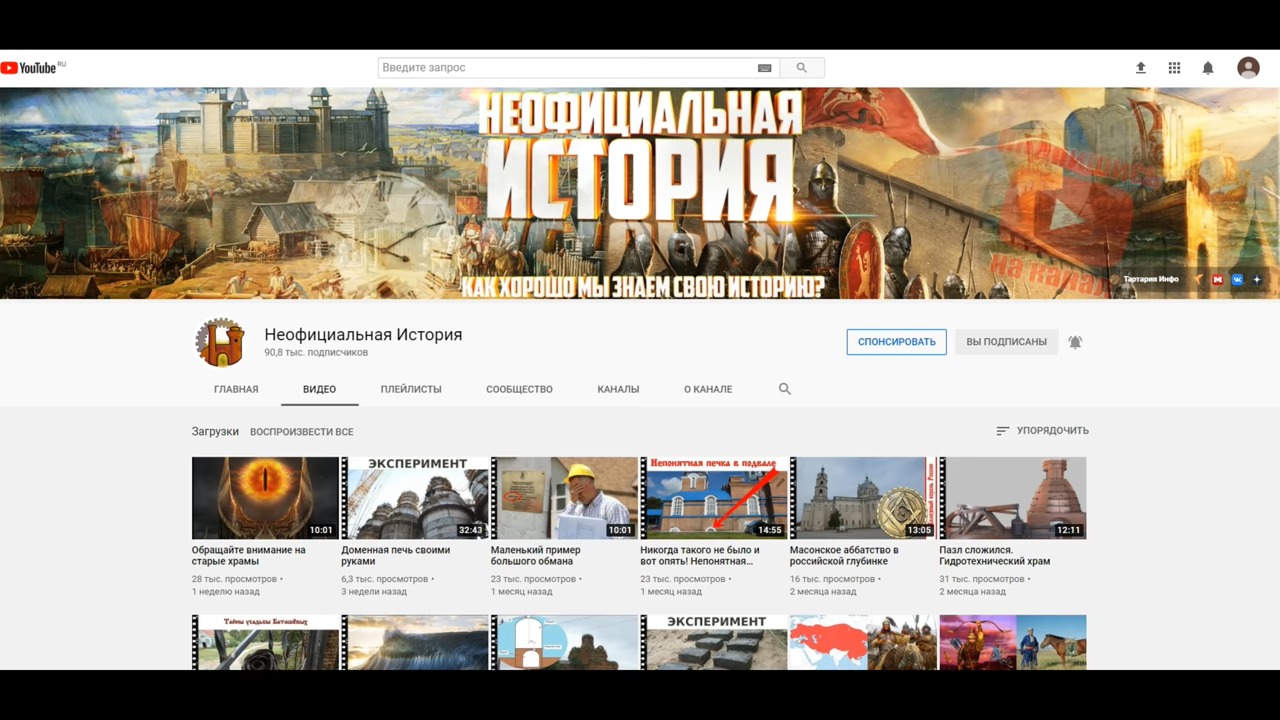 YouTube RU
Введите запрос
НЕОФИЦИАЛЬНАЯ
ИСТОРИЯ
КАК ХОРОШО МЫ ЗНАЕМ СВОЮ ИСТОРИЮ?
на канал
Тартария Инфо
Неофициальная История
90,8 тыс. подписчиков
СПОНСИРОВАТЬ
ВЫ ПОДПИСАНЫ
ГЛАВНАЯ ВИДЕО ПЛЕЙЛИСТЫ СООБЩЕСТВО КАНАЛЫ О КАНАЛЕ
Загрузки ВОСПРОИЗВЕСТИ ВСЕ
УПОРЯДОЧИТЬ
10:01
Обращайте внимание на
старые храмы
28 тыс. просмотров •
1 неделю назад
ЭКСПЕРИМЕНТ
32:43
Доменная печь своими
руками
6,3 тыс. просмотров •
3 недели назад
10:01
Маленький пример
большого обмана
23 тыс. просмотров •
1 месяц назад
Непонятная печка в подвале
14:55
Никогда такого не было и
вот опять! Непонятная...
23 тыс. просмотров •
1 месяц назад
13:05
Масонское аббатство в
российской глубинке
16 тыс. просмотров •
2 месяца назад
12:11
Пазл сложился.
Гидротехнический храм
31 тыс. просмотров •
2 месяца назад
Тайны усадьбы Баташёвых
ЭКСПЕРИМЕНТ